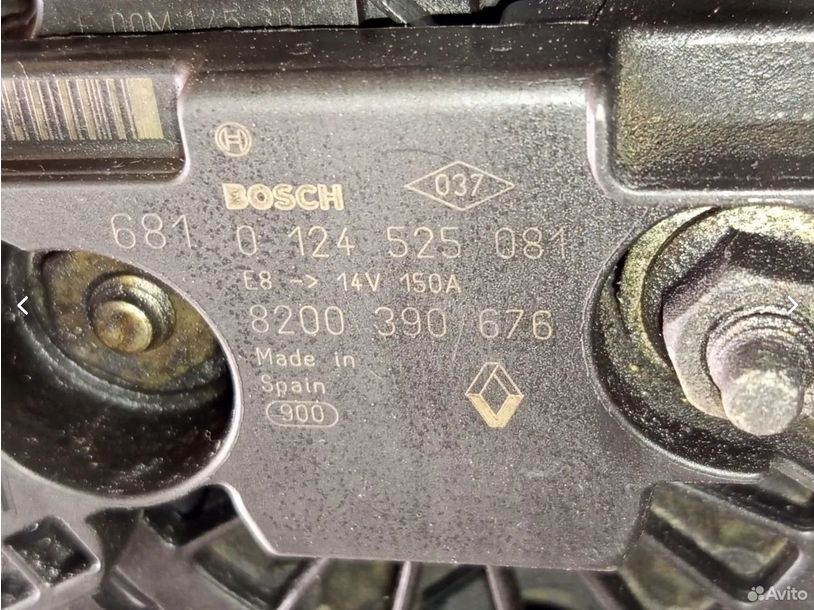 BOSCH
037
681 0 124 525 081
E8 -> 14V 150A
8200 390/676
Made in
Spain
900
Avito